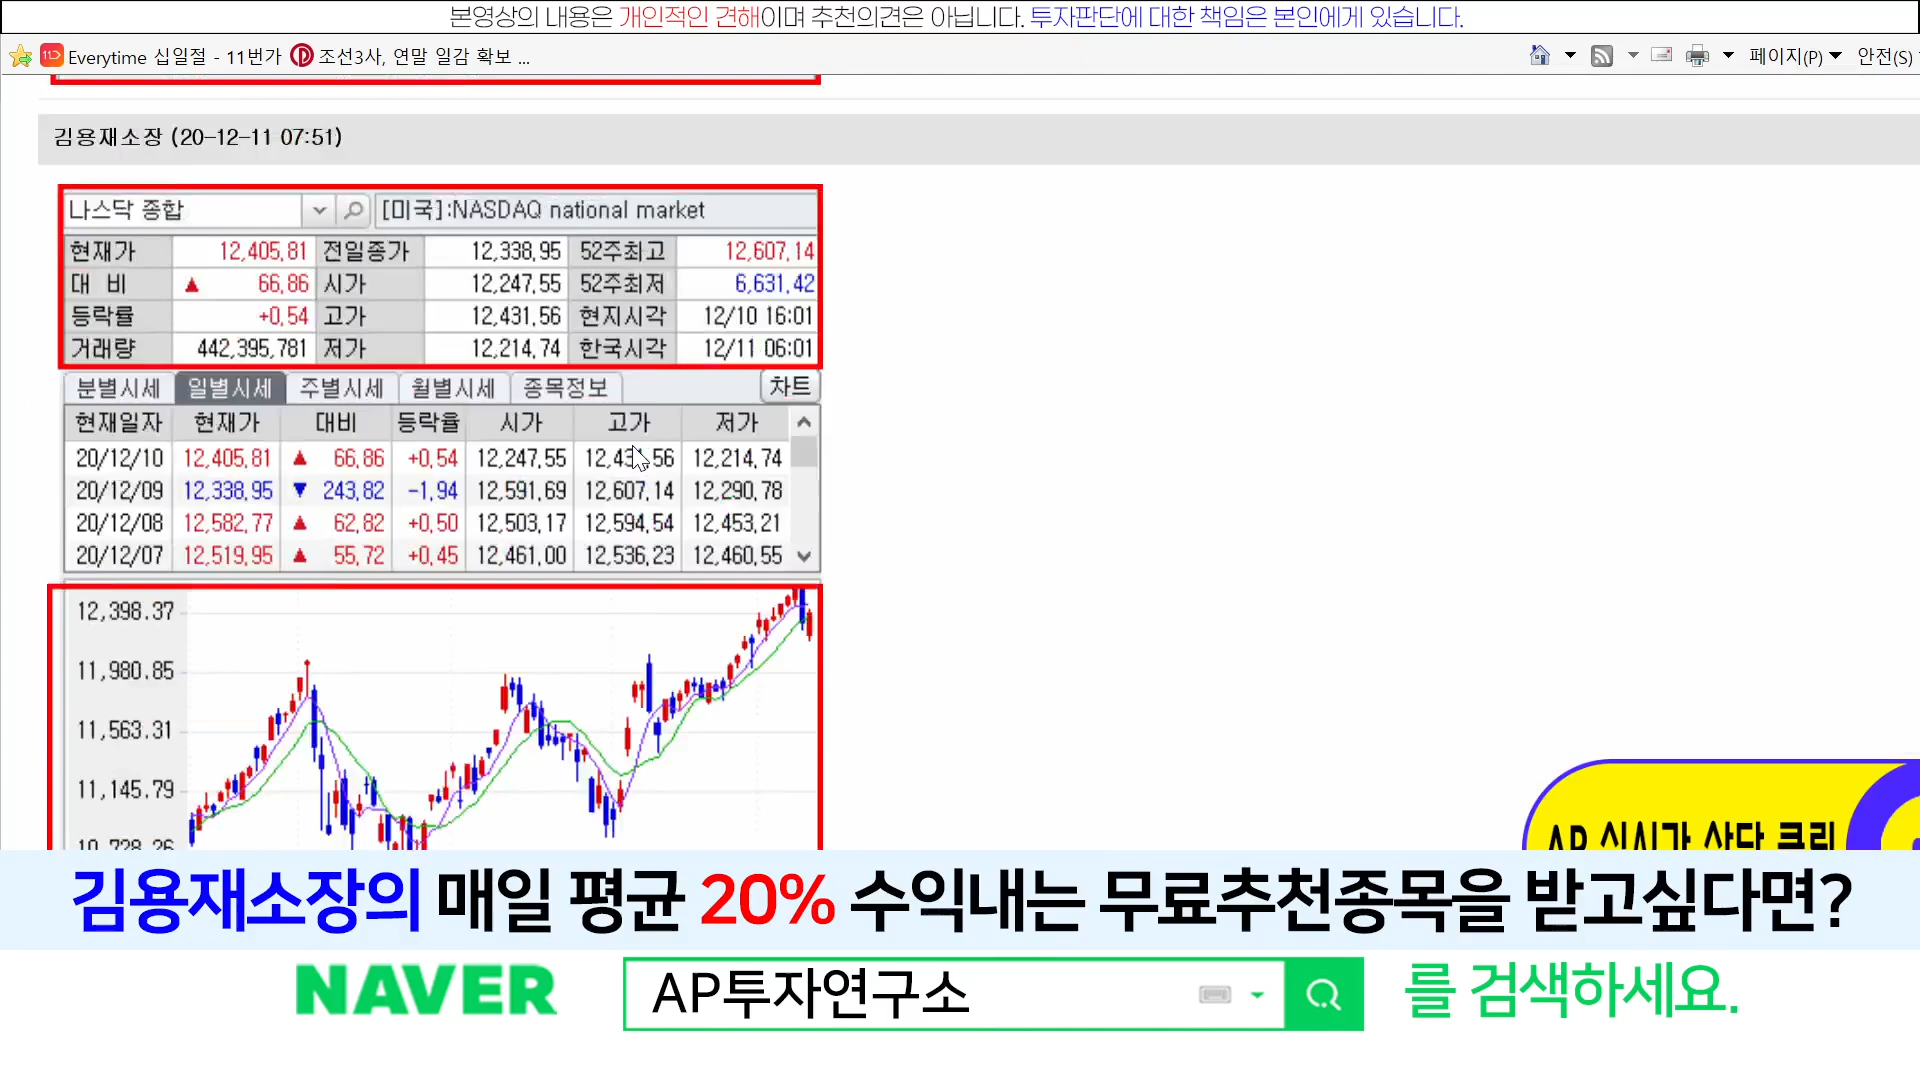 본영상의 내용은 개인적인 견해이며 추천의견은 아닙니다. 투자판단에 대한 책임은 본인에게 있습니다.
Everytime 십일절 - 11번가 조선3사, 연말 일감 확보 ... 페이지(P) 안전(S)
김용재소장 (20-12-11 07:51)
나스닥 종합 [미국]:NASDAQ national market
현재가 12,405.81 전일종가 12,338.95 52주최고 12,607.14
대 비 ▲ 66.86 시가 12,247.55 52주최저 6,631.42
등락률 +0.54 고가 12,431.56 현지시각 12/10 16:01
거래량 442,395,781 저가 12,214.74 한국시각 12/11 06:01
분별시세 일별시세 주별시세 월별시세 종목정보 차트
현재일자 현재가 대비 등락율 시가 고가 저가
20/12/10 12,405.81 ▲ 66.86 +0.54 12,247.55 12,431.56 12,214.74
20/12/09 12,338.95 ▼ 243.82 -1.94 12,591.69 12,607.14 12,290.78
20/12/08 12,582.77 ▲ 62.82 +0.50 12,503.17 12,594.54 12,453.21
20/12/07 12,519.95 ▲ 55.72 +0.45 12,461.00 12,536.23 12,460.55
12,398.37
11,980.85
11,563.31
11,145.79
10,728.26
AP 실시간 상담 클릭
김용재소장의 매일 평균 20% 수익내는 무료추천종목을 받고싶다면?
NAVER AP투자연구소 를 검색하세요.